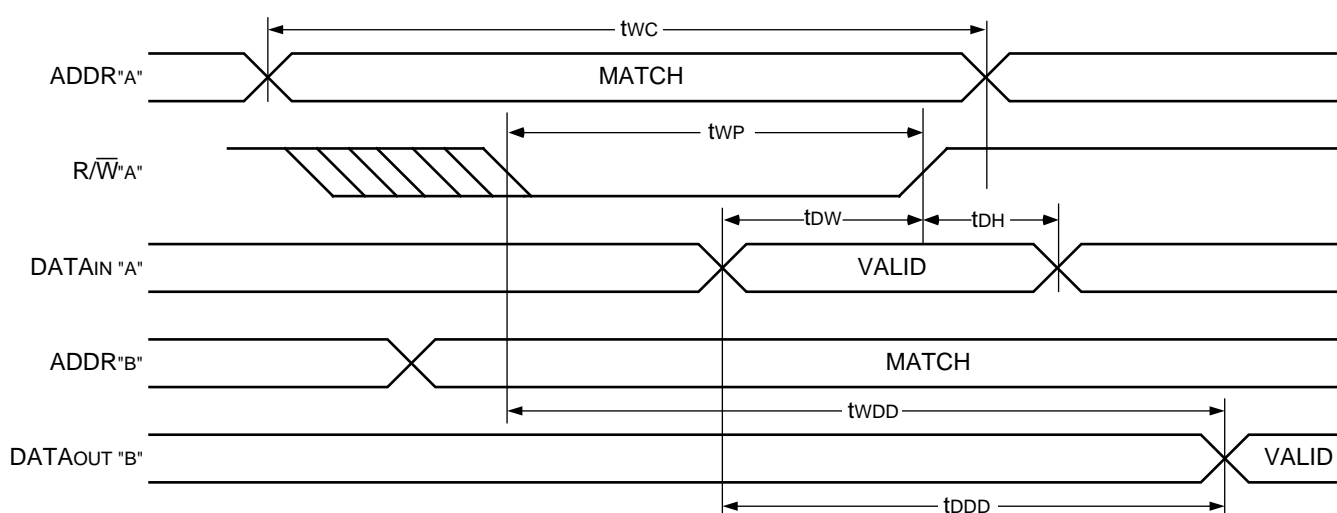 tWC
ADDR"A" MATCH
tWP
R/W̅"A"
tDW tDH
DATAIN "A" VALID
ADDR"B" MATCH
tWDD
DATAOUT "B" VALID
tDDD